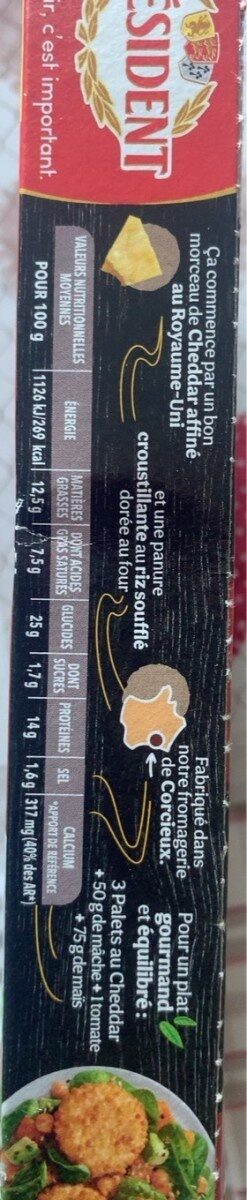 ÉSIDENT
ir, c'est important.
Ça commence par un bon
morceau de Cheddar affiné
au Royaume-Uni
et une panure
croustillante au riz soufflé
dorée au four
Fabriqué dans
notre fromagerie
de Corcieux.
Pour un plat
gourmand
et équilibré :
3 Palets au Cheddar
+ 50 g de mâche + 1 tomate
+ 75 g de maïs
VALEURS NUTRITIONNELLES
MOYENNES
ÉNERGIE
MATIÈRES
GRASSES
DONT ACIDES
GRAS SATURÉS
GLUCIDES
DONT
SUCRES
PROTÉINES
SEL
CALCIUM
*APPORT DE RÉFÉRENCE
POUR 100 g
1126 kJ/269 kcal
12,5 g
7,5 g
25 g
1,7 g
14 g
1,6 g
317 mg (40% des AR*)